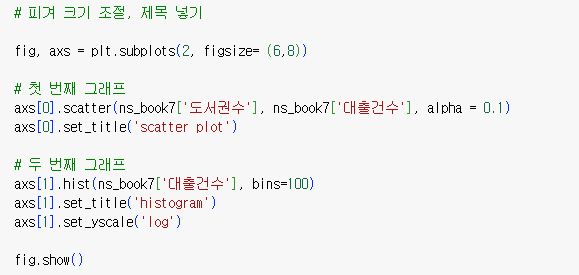 # 피겨 크기 조절, 제목 넣기
fig, axs = plt.subplots(2, figsize= (6,8))
# 첫 번째 그래프
axs[0].scatter(ns_book7['도서권수'], ns_book7['대출건수'], alpha = 0.1)
axs[0].set_title('scatter plot')
# 두 번째 그래프
axs[1].hist(ns_book7['대출건수'], bins=100)
axs[1].set_title('histogram')
axs[1].set_yscale('log')
fig.show()